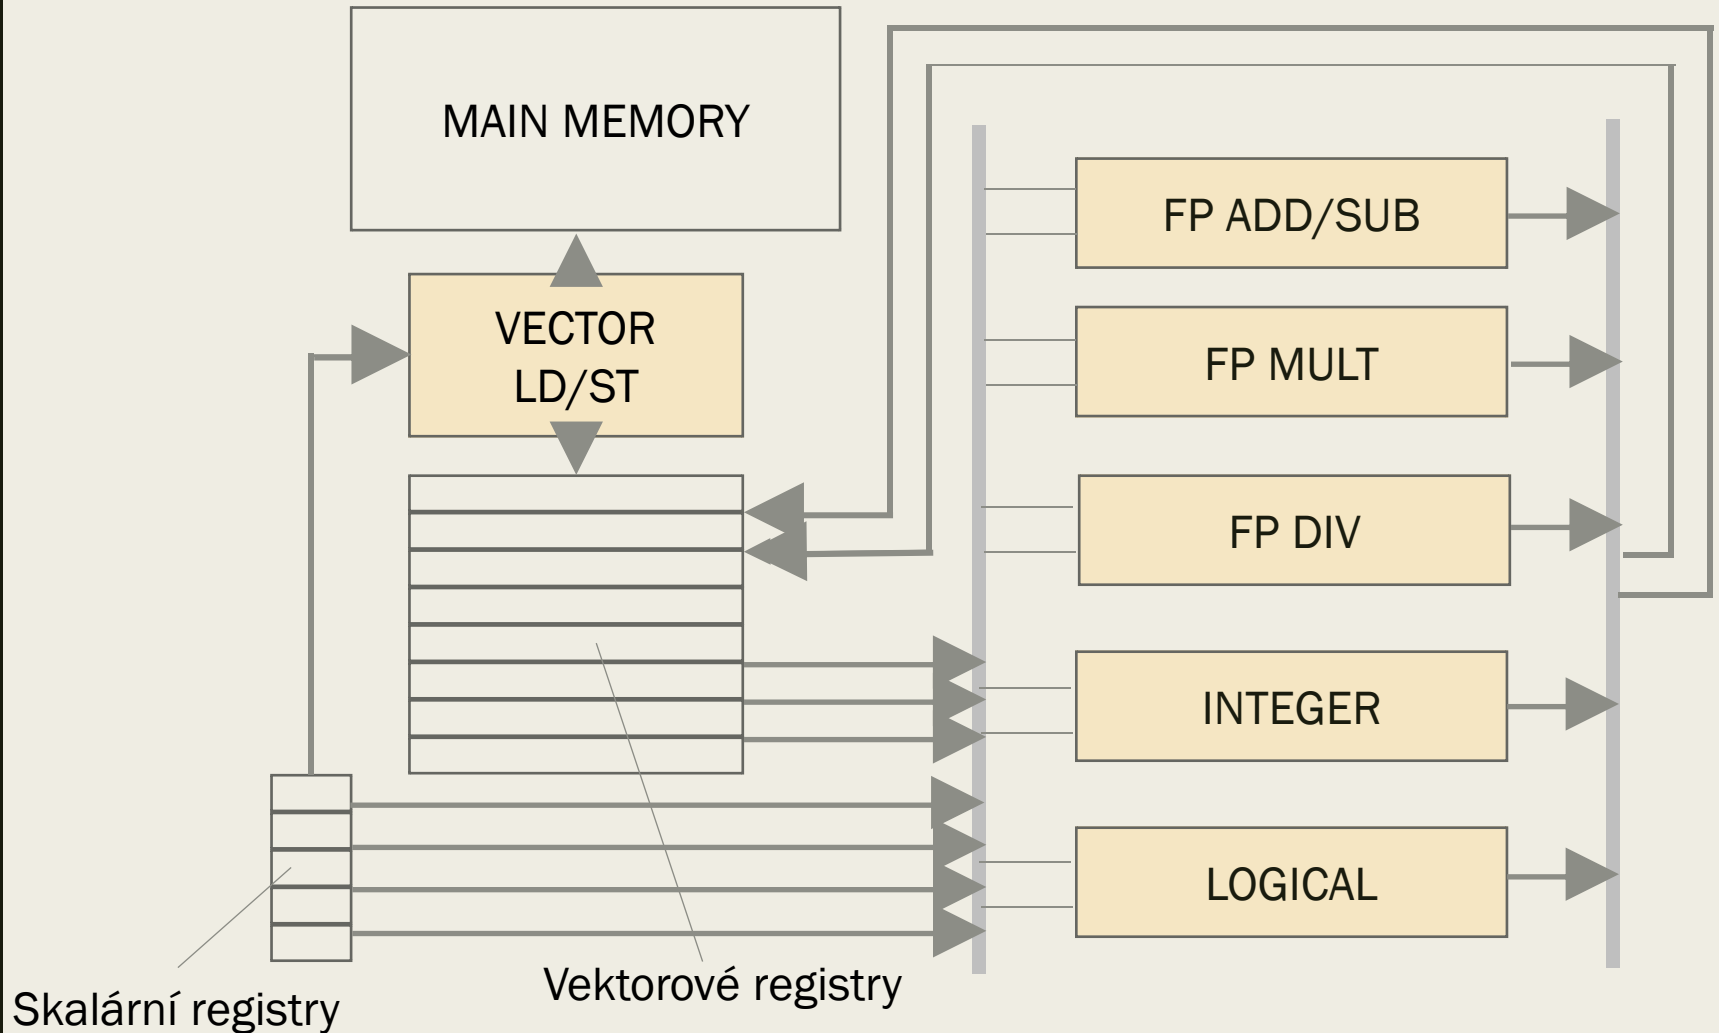 MAIN MEMORY
VECTOR
LD/ST
FP ADD/SUB
FP MULT
FP DIV
INTEGER
LOGICAL
Vektorové registry
Skalární registry